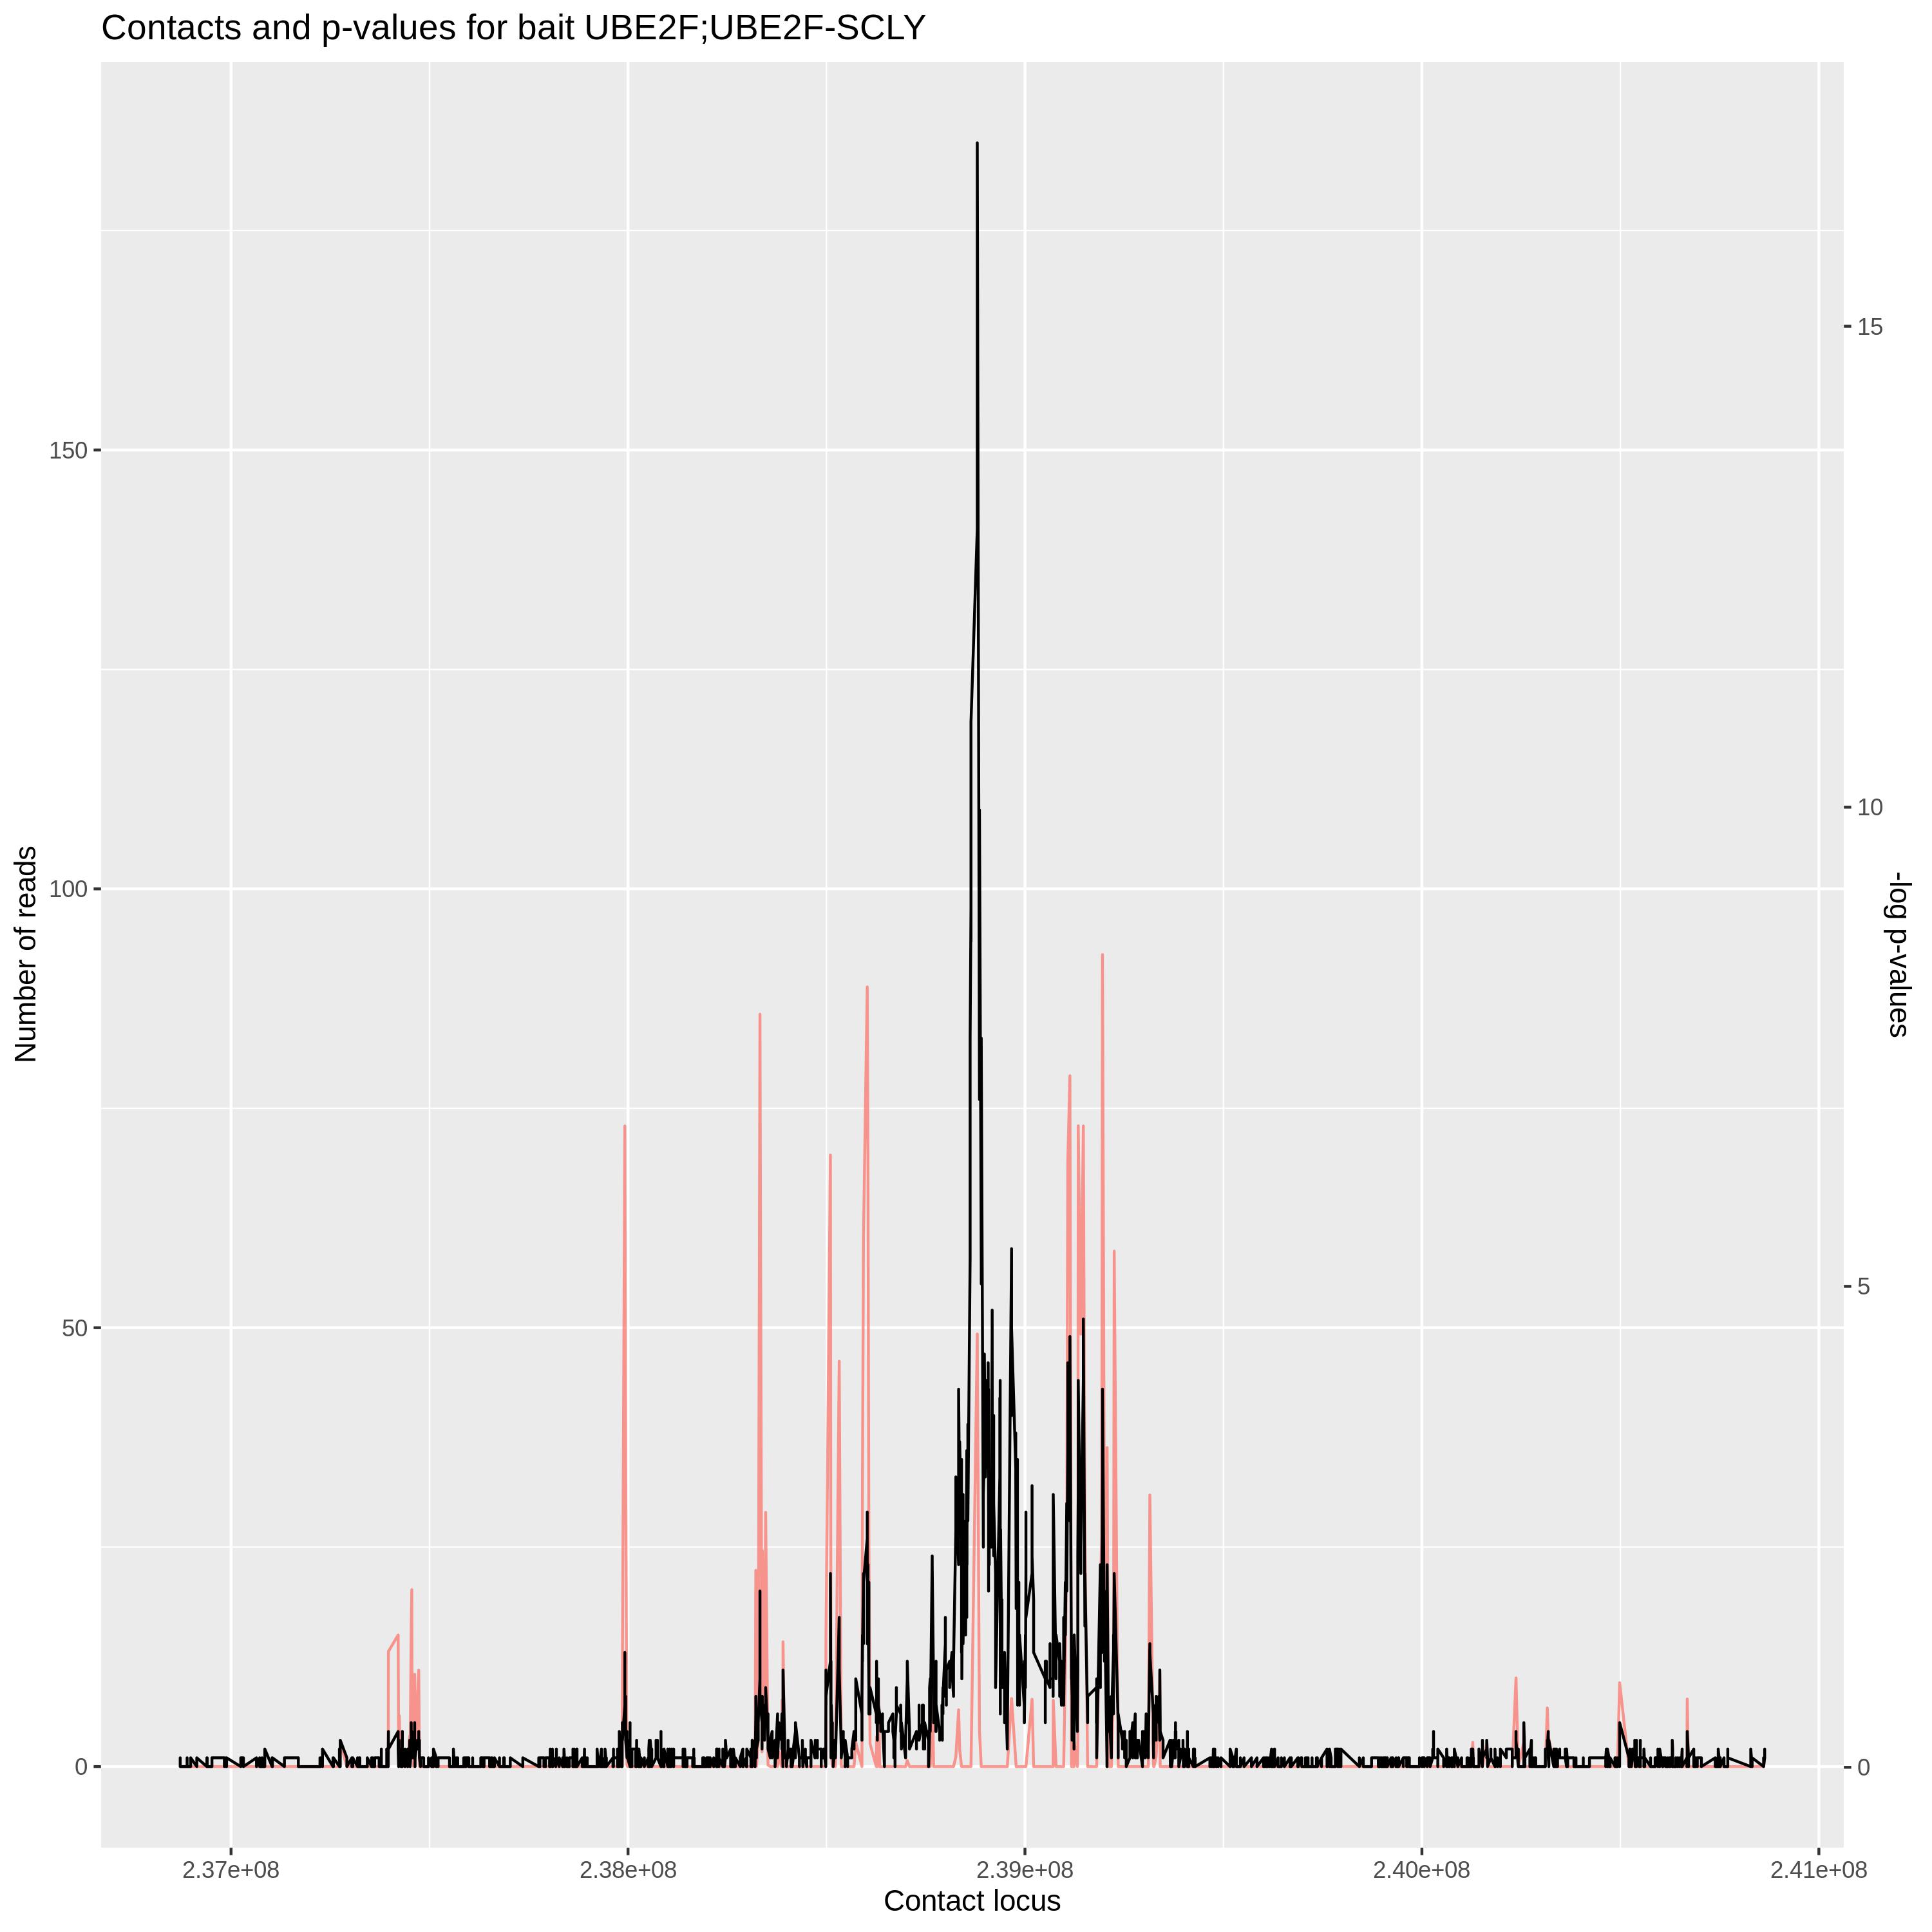 Contacts and p-values for bait UBE2F;UBE2F-SCLY
Number of reads
150
100
50
0
15
10
5
0
-log p-values
2.37e+08
2.38e+08
2.39e+08
2.40e+08
2.41e+08
Contact locus